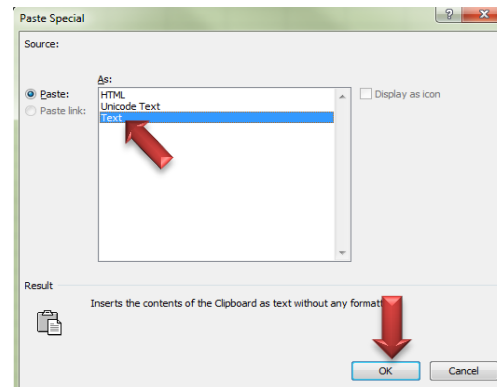 Paste Special
?
X
Source:
As:
Paste:
Paste link:
HTML
Unicode Text
Text
Display as icon
Result
Inserts the contents of the Clipboard as text without any
OK
Cancel